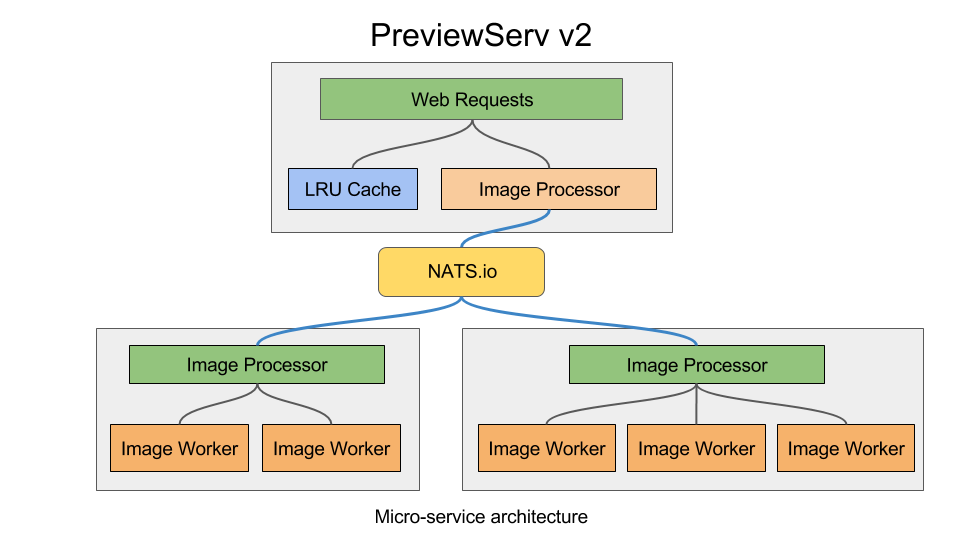 PreviewServ v2
Web Requests
LRU Cache
Image Processor
NATS.io
Image Processor
Image Processor
Image Worker
Image Worker
Image Worker
Image Worker
Image Worker
Micro-service architecture